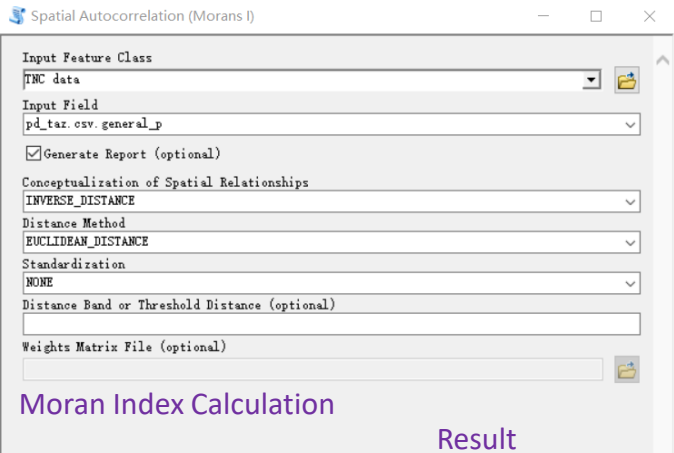 Spatial Autocorrelation (Morans I)
Input Feature Class
TNC data
Input Field
pd_taz.csv.general_p
Generate Report (optional)
Conceptualization of Spatial Relationships
INVERSE_DISTANCE
Distance Method
EUCLIDEAN_DISTANCE
Standardization
NONE
Distance Band or Threshold Distance (optional)
Weights Matrix File (optional)
Moran Index Calculation
Result